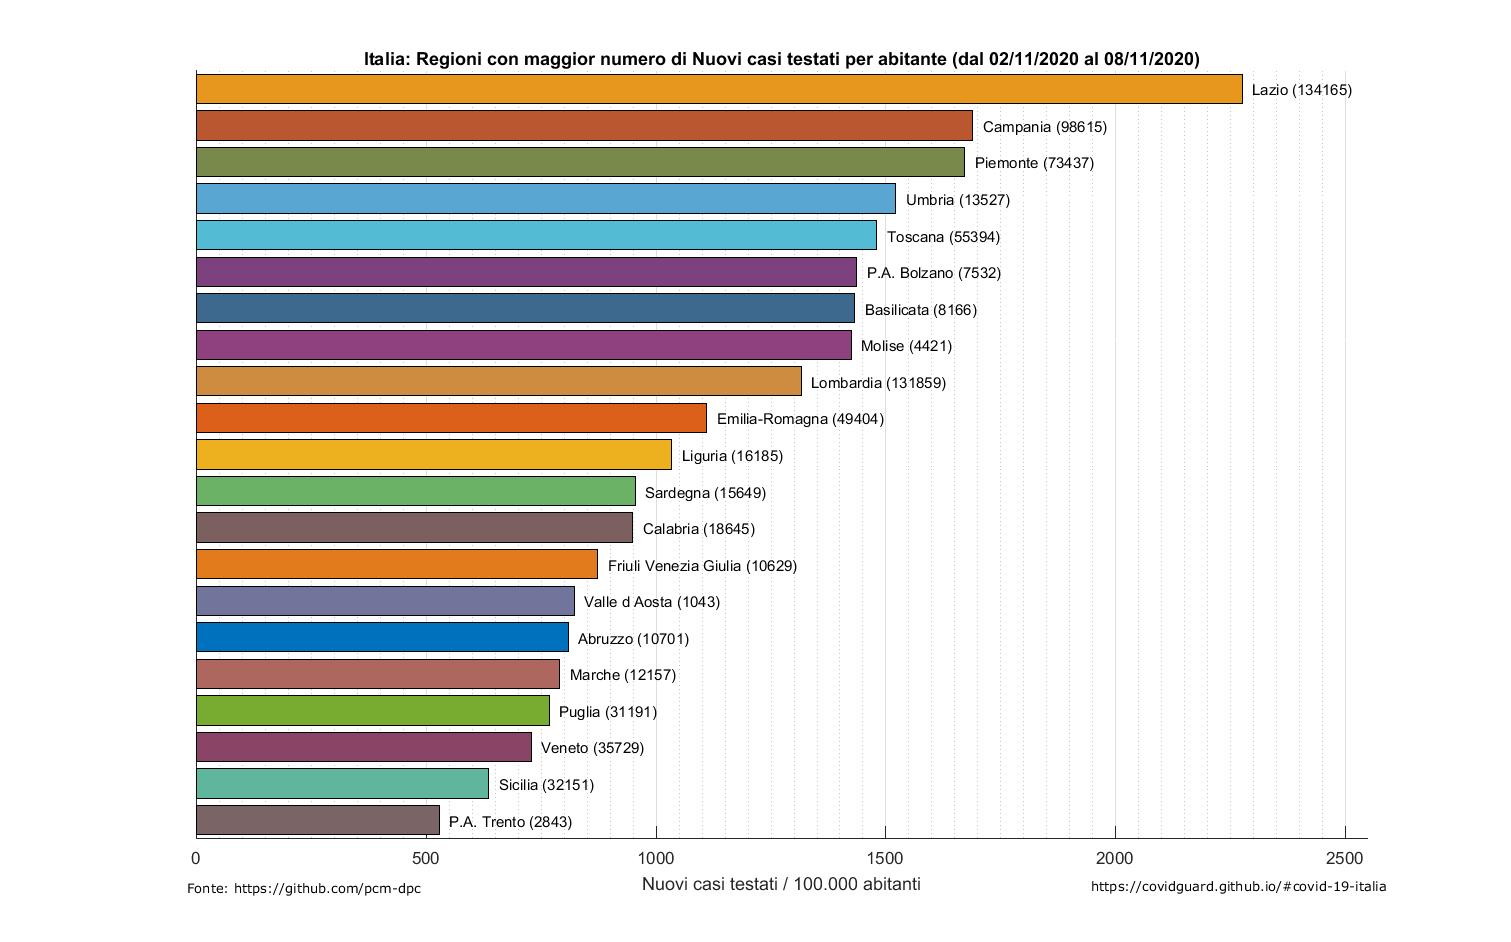 Italia: Regioni con maggior numero di Nuovi casi testati per abitante (dal 02/11/2020 al 08/11/2020)
Lazio (134165)
Campania (98615)
Piemonte (73437)
Umbria (13527)
Toscana (55394)
P.A. Bolzano (7532)
Basilicata (8166)
Molise (4421)
Lombardia (131859)
Emilia-Romagna (49404)
Liguria (16185)
Sardegna (15649)
Calabria (18645)
Friuli Venezia Giulia (10629)
Valle d Aosta (1043)
Abruzzo (10701)
Marche (12157)
Puglia (31191)
Veneto (35729)
Sicilia (32151)
P.A. Trento (2843)
0 500 1000 1500 2000 2500
Nuovi casi testati / 100.000 abitanti
Fonte: https://github.com/pcm-dpc
https://covidguard.github.io/#covid-19-italia